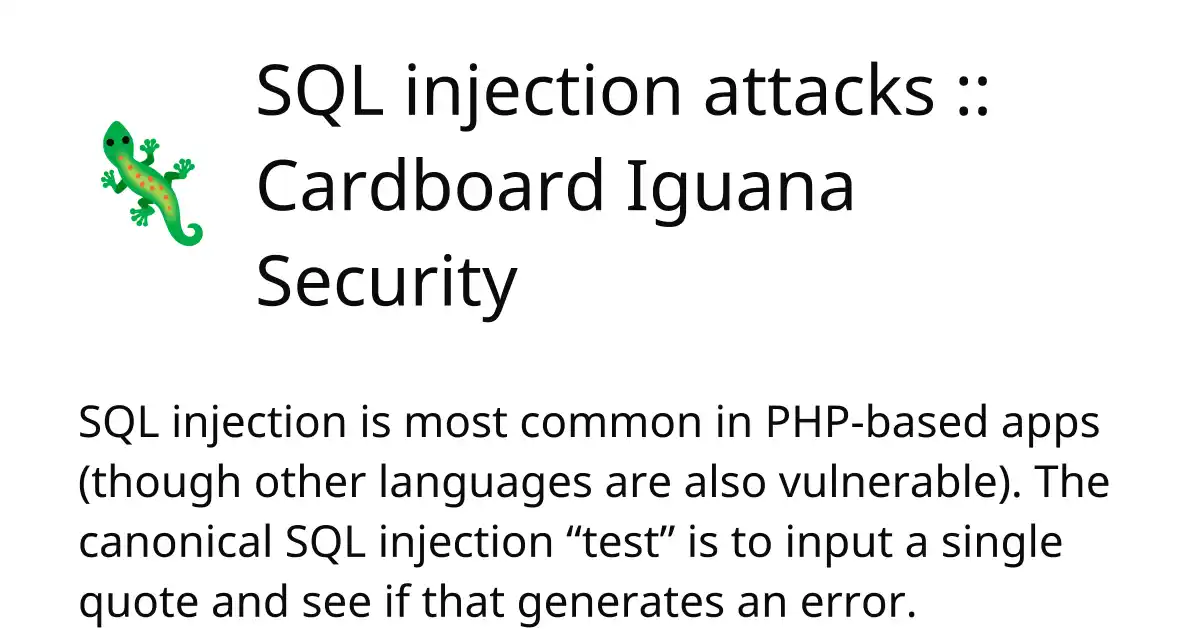 SQL injection attacks ::
Cardboard Iguana
Security
SQL injection is most common in PHP-based apps
(though other languages are also vulnerable). The
canonical SQL injection “test” is to input a single
quote and see if that generates an error.